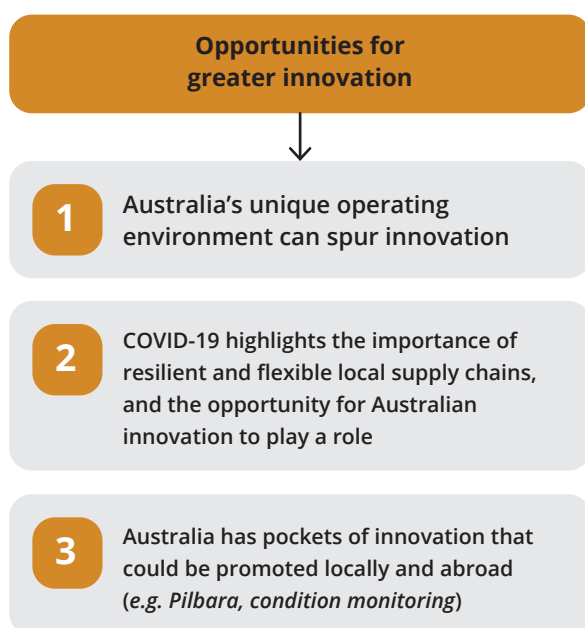 Opportunities for
greater innovation
1
Australia’s unique operating
environment can spur innovation
2
COVID-19 highlights the importance of
resilient and flexible local supply chains,
and the opportunity for Australian
innovation to play a role
3
Australia has pockets of innovation that
could be promoted locally and abroad
(e.g. Pilbara, condition monitoring)